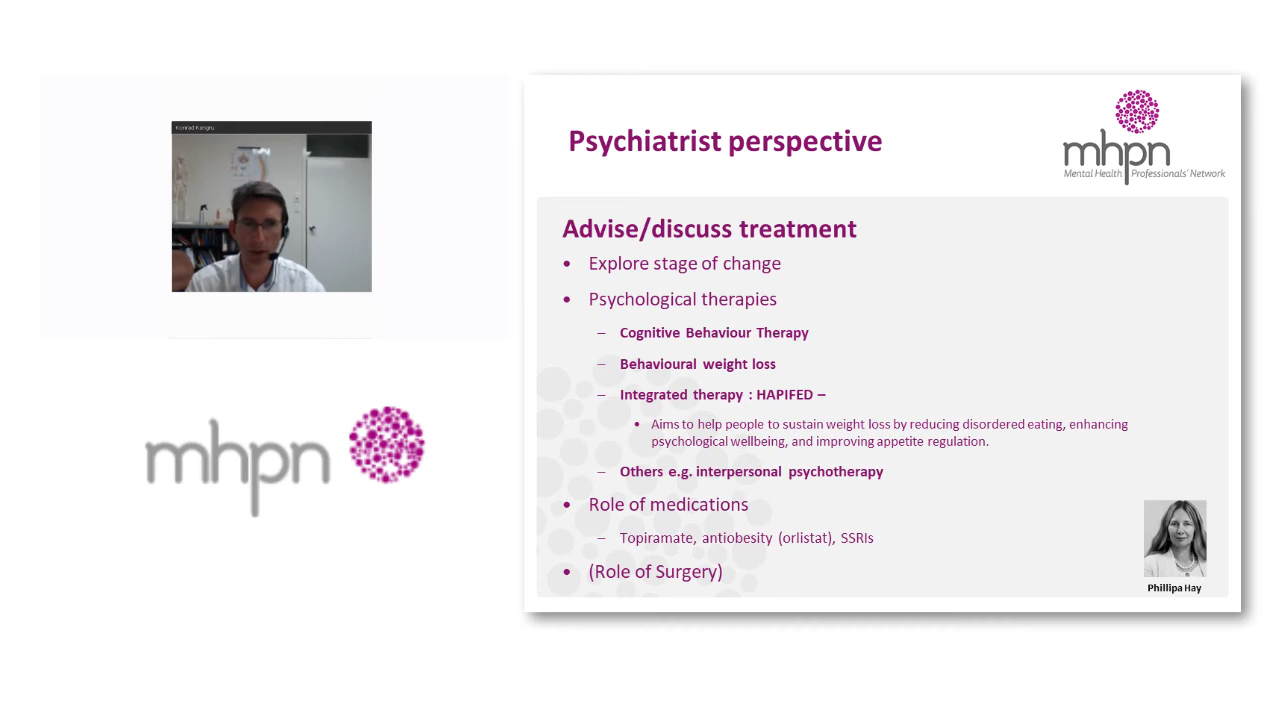 Konrad Kangru
mhpn
Psychiatrist perspective
mhpn
Mental Health Professionals' Network
Advise/discuss treatment
• Explore stage of change
• Psychological therapies
– Cognitive Behaviour Therapy
– Behavioural weight loss
– Integrated therapy : HAPIFED –
• Aims to help people to sustain weight loss by reducing disordered eating, enhancing
psychological wellbeing, and improving appetite regulation.
– Others e.g. interpersonal psychotherapy
• Role of medications
– Topiramate, antiobesity (orlistat), SSRIs
• (Role of Surgery)
Phillipa Hay